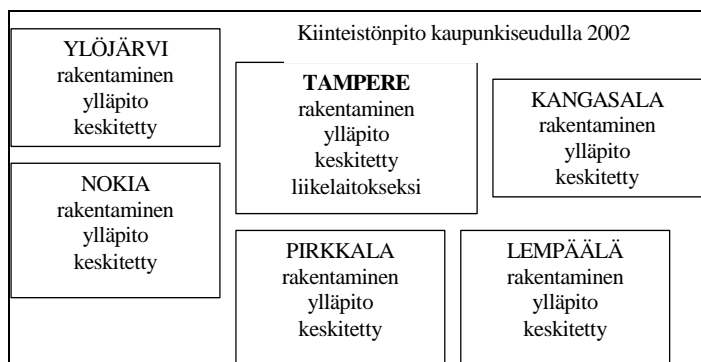 Kiinteistönpito kaupunkiseudulla 2002
YLÖJÄRVI
rakentaminen
ylläpito
keskitetty
TAMPERE
rakentaminen
ylläpito
keskitetty
liikelaitokseksi
KANGASALA
rakentaminen
ylläpito
keskitetty
NOKIA
rakentaminen
ylläpito
keskitetty
PIRKKALA
rakentaminen
ylläpito
keskitetty
LEMPÄÄLÄ
rakentaminen
ylläpito
keskitetty